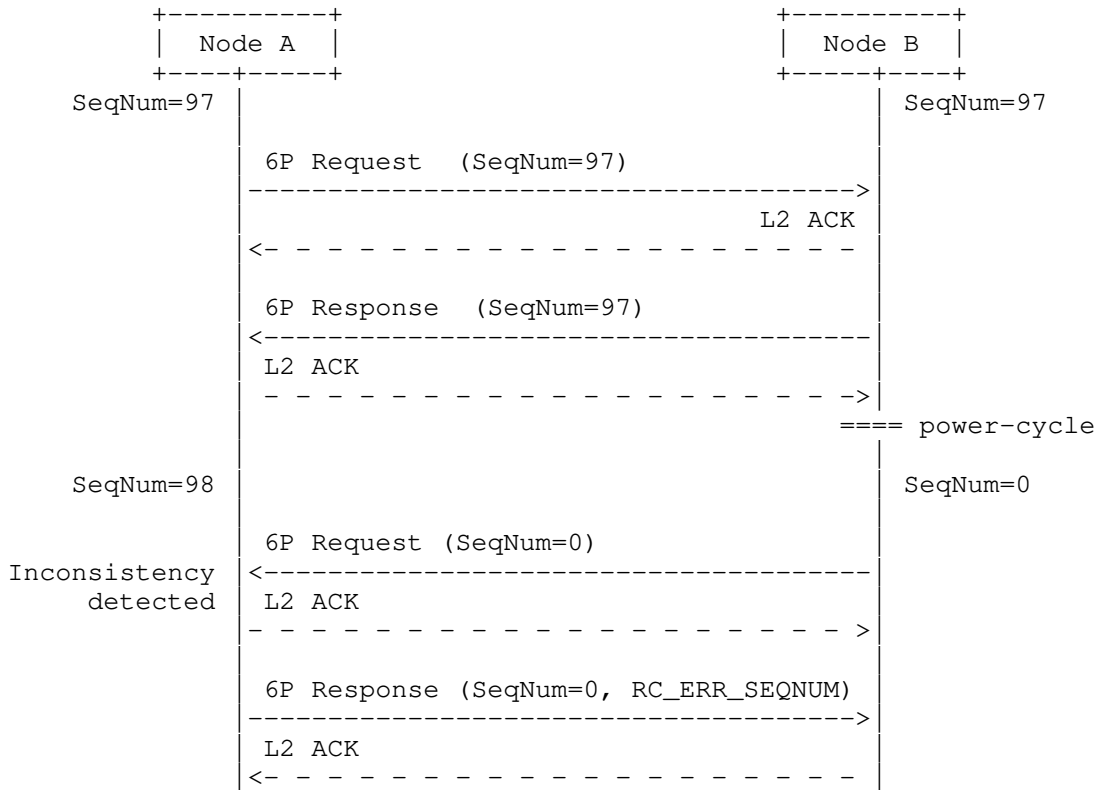 Node A Node B
SeqNum=97 SeqNum=97
6P Request (SeqNum=97)
L2 ACK
6P Response (SeqNum=97)
L2 ACK
==== power-cycle
SeqNum=98 SeqNum=0
6P Request (SeqNum=0)
Inconsistency
detected L2 ACK
6P Response (SeqNum=0, RC_ERR_SEQNUM)
L2 ACK